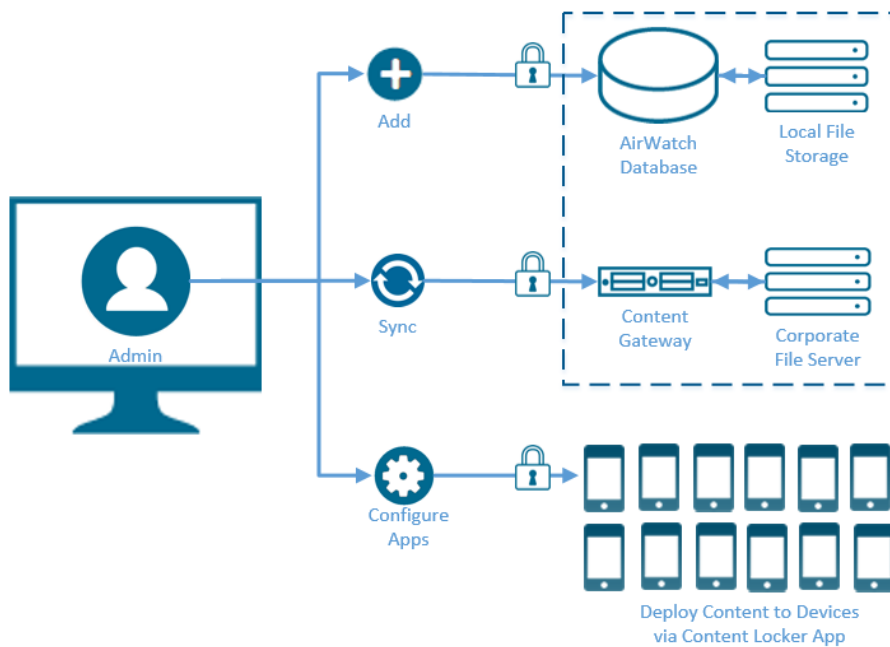 Add
AirWatch
Database
Local File
Storage
Admin
Sync
Content
Gateway
Corporate
File Server
Configure
Apps
Deploy Content to Devices
via Content Locker App